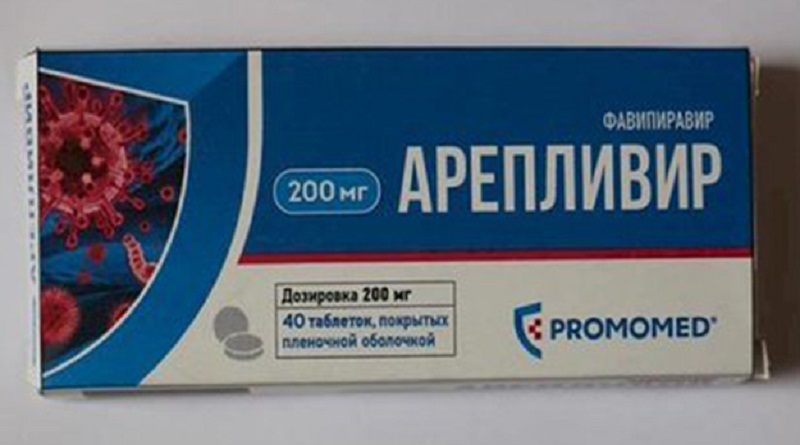 ФАВИПИРАВИР
200 мг
АРЕПЛИВИР
Дозировка 200 мг
40 таблеток, покрытых
пленочной оболочкой
PROMOMED®